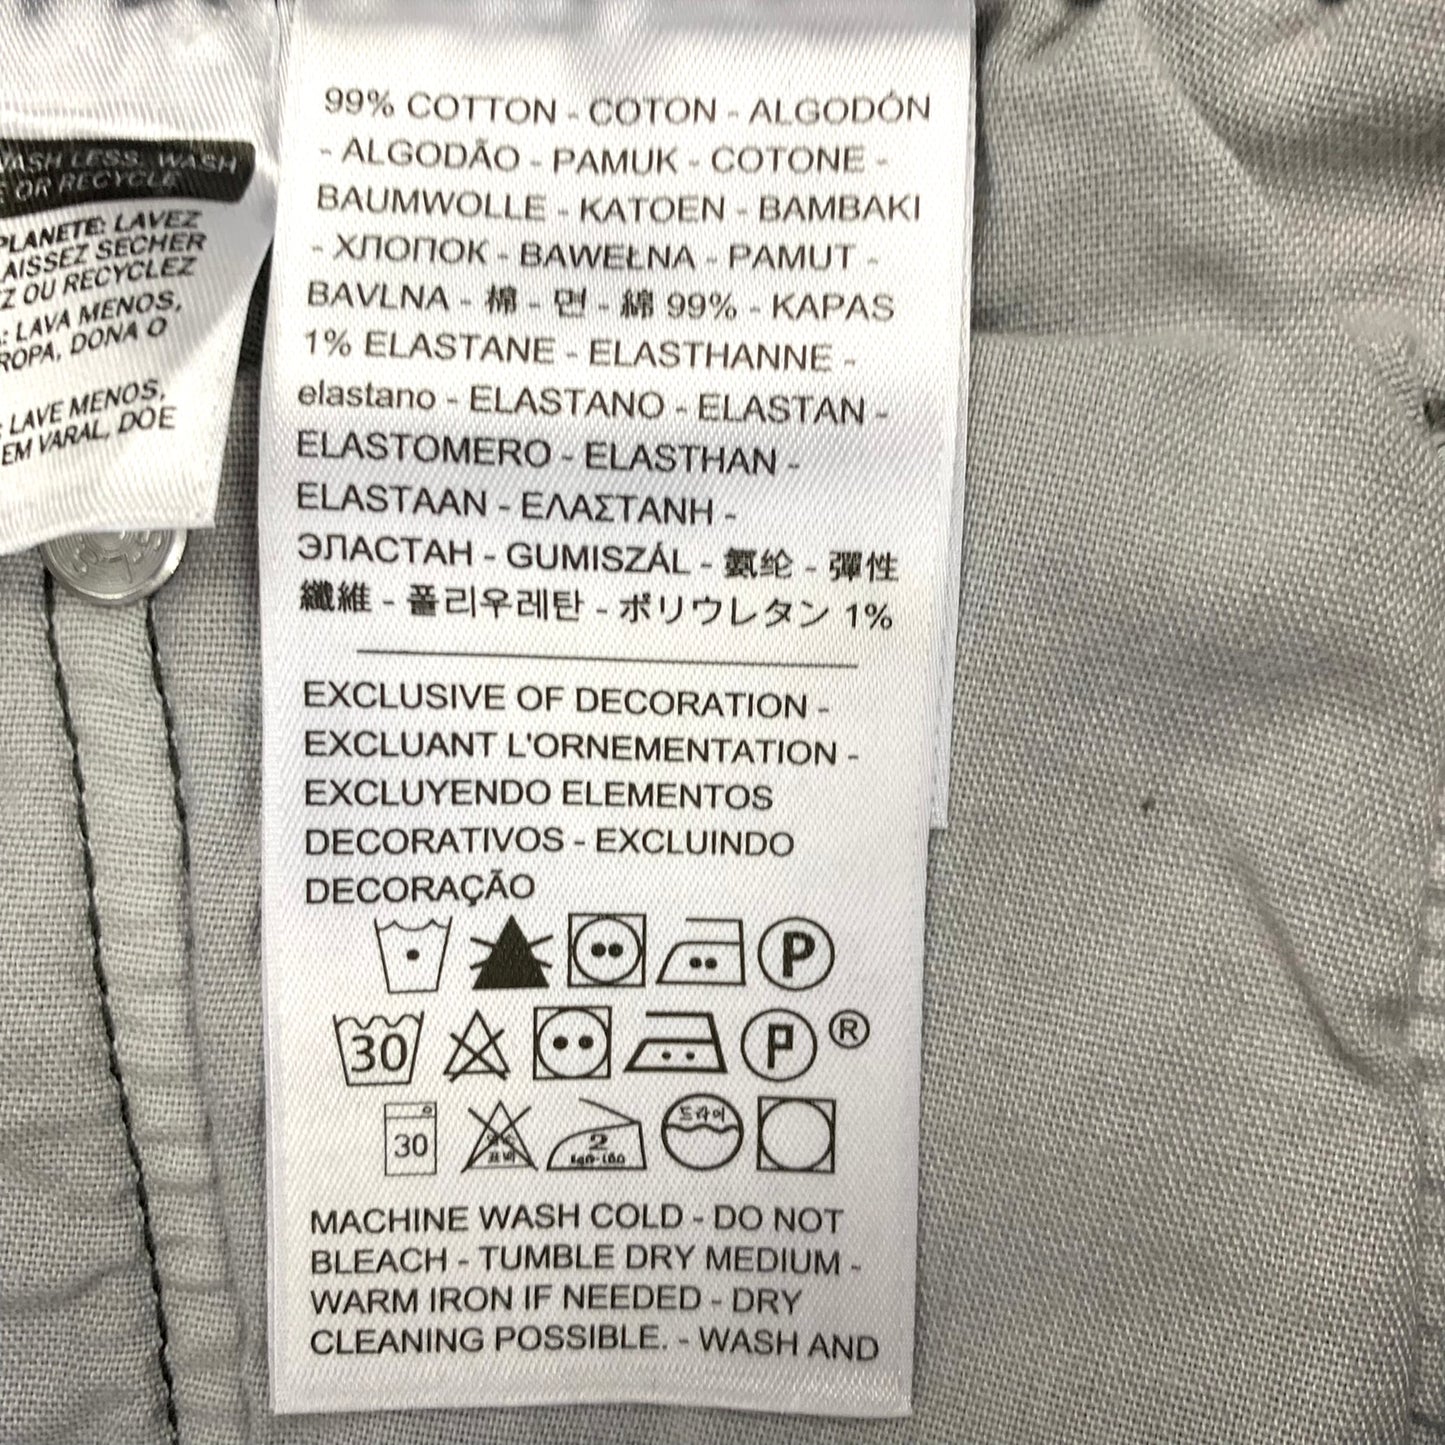 WASH LESS, WASH
OR RECYCLE
PLANETE: LAVEZ
LAISSEZ SECHER
Z OU RECYCLEZ
: LAVA MENOS,
ROPA, DONA O
: LAVE MENOS,
EM VARAL, DOE
99% COTTON - COTON - ALGODÓN
- ALGODÃO - PAMUK - COTONE -
BAUMWOLLE - KATOEN - BAMBAKI
- ХЛОПОК - BAWEŁNA - PAMUT -
BAVLNA - 棉 - 면 - 綿 99% - KAPAS
1% ELASTANE - ELASTHANNE -
elastano - ELASTANO - ELASTAN -
ELASTOMERO - ELASTHAN -
ELASTAAN - ΕΛΑΣΤΑΝΗ -
ЭЛАСТАН - GUMISZÁL - 氨纶 - 彈性
纖維 - 폴리우레탄 - ポリウレタン 1%
EXCLUSIVE OF DECORATION -
EXCLUANT L'ORNEMENTATION -
EXCLUYENDO ELEMENTOS
DECORATIVOS - EXCLUINDO
DECORAÇÃO
P
30 P ®
30 표백 2 드라이
MACHINE WASH COLD - DO NOT
BLEACH - TUMBLE DRY MEDIUM -
WARM IRON IF NEEDED - DRY
CLEANING POSSIBLE. - WASH AND